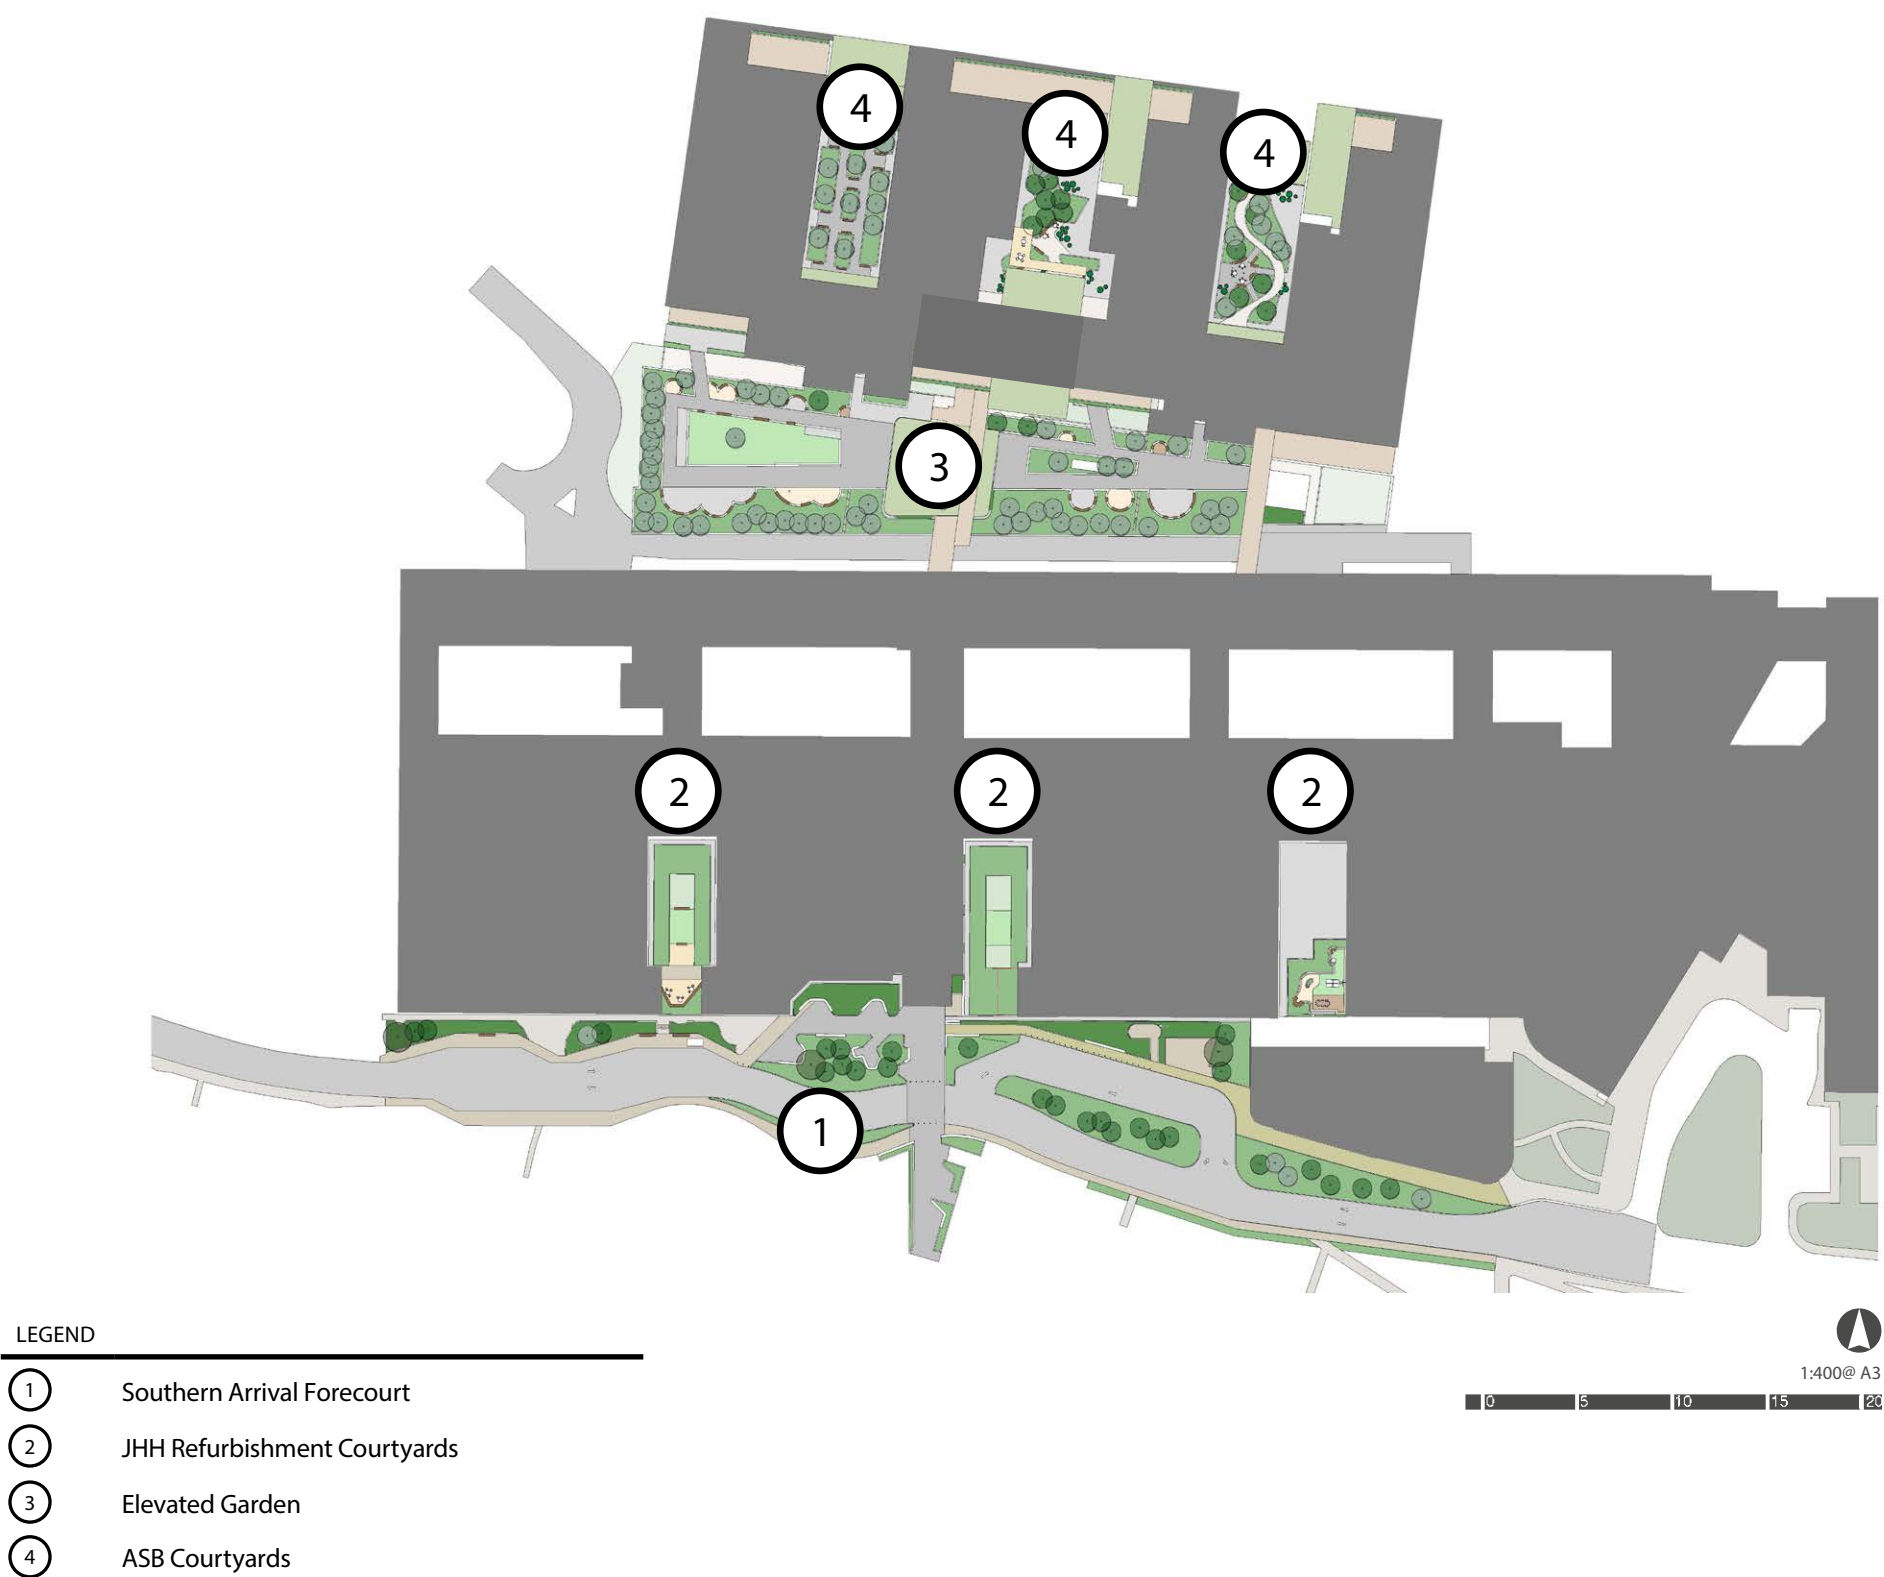 4
4
4
3
2
2
2
1
LEGEND
1 Southern Arrival Forecourt
2 JHH Refurbishment Courtyards
3 Elevated Garden
4 ASB Courtyards
1:400@ A3
0 5 10 15 20